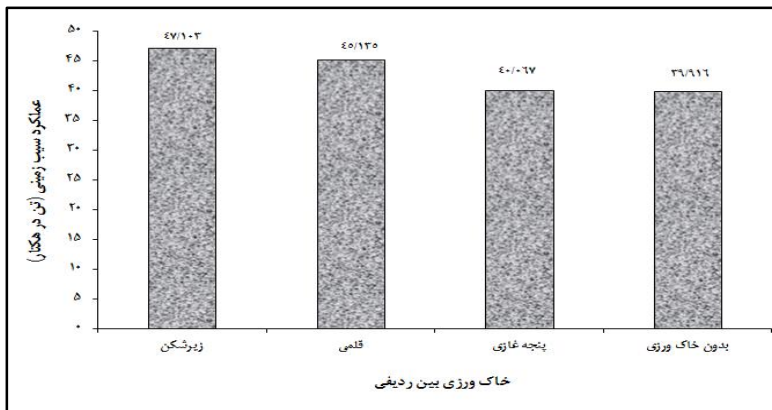 عملکرد سیب زمینی (تن در هکتار)
۵۰
۴۵
۴۰
۳۵
۳۰
۲۵
۲۰
۱۵
۱۰
۵
۰
۴۷/۱۰۳
۴۵/۱۳۵
۴۰/۰۶۷
۳۹/۹۱۶
زیرشکن
قلمی
پنجه غازی
بدون خاک ورزی
خاک ورزی بین ردیفی